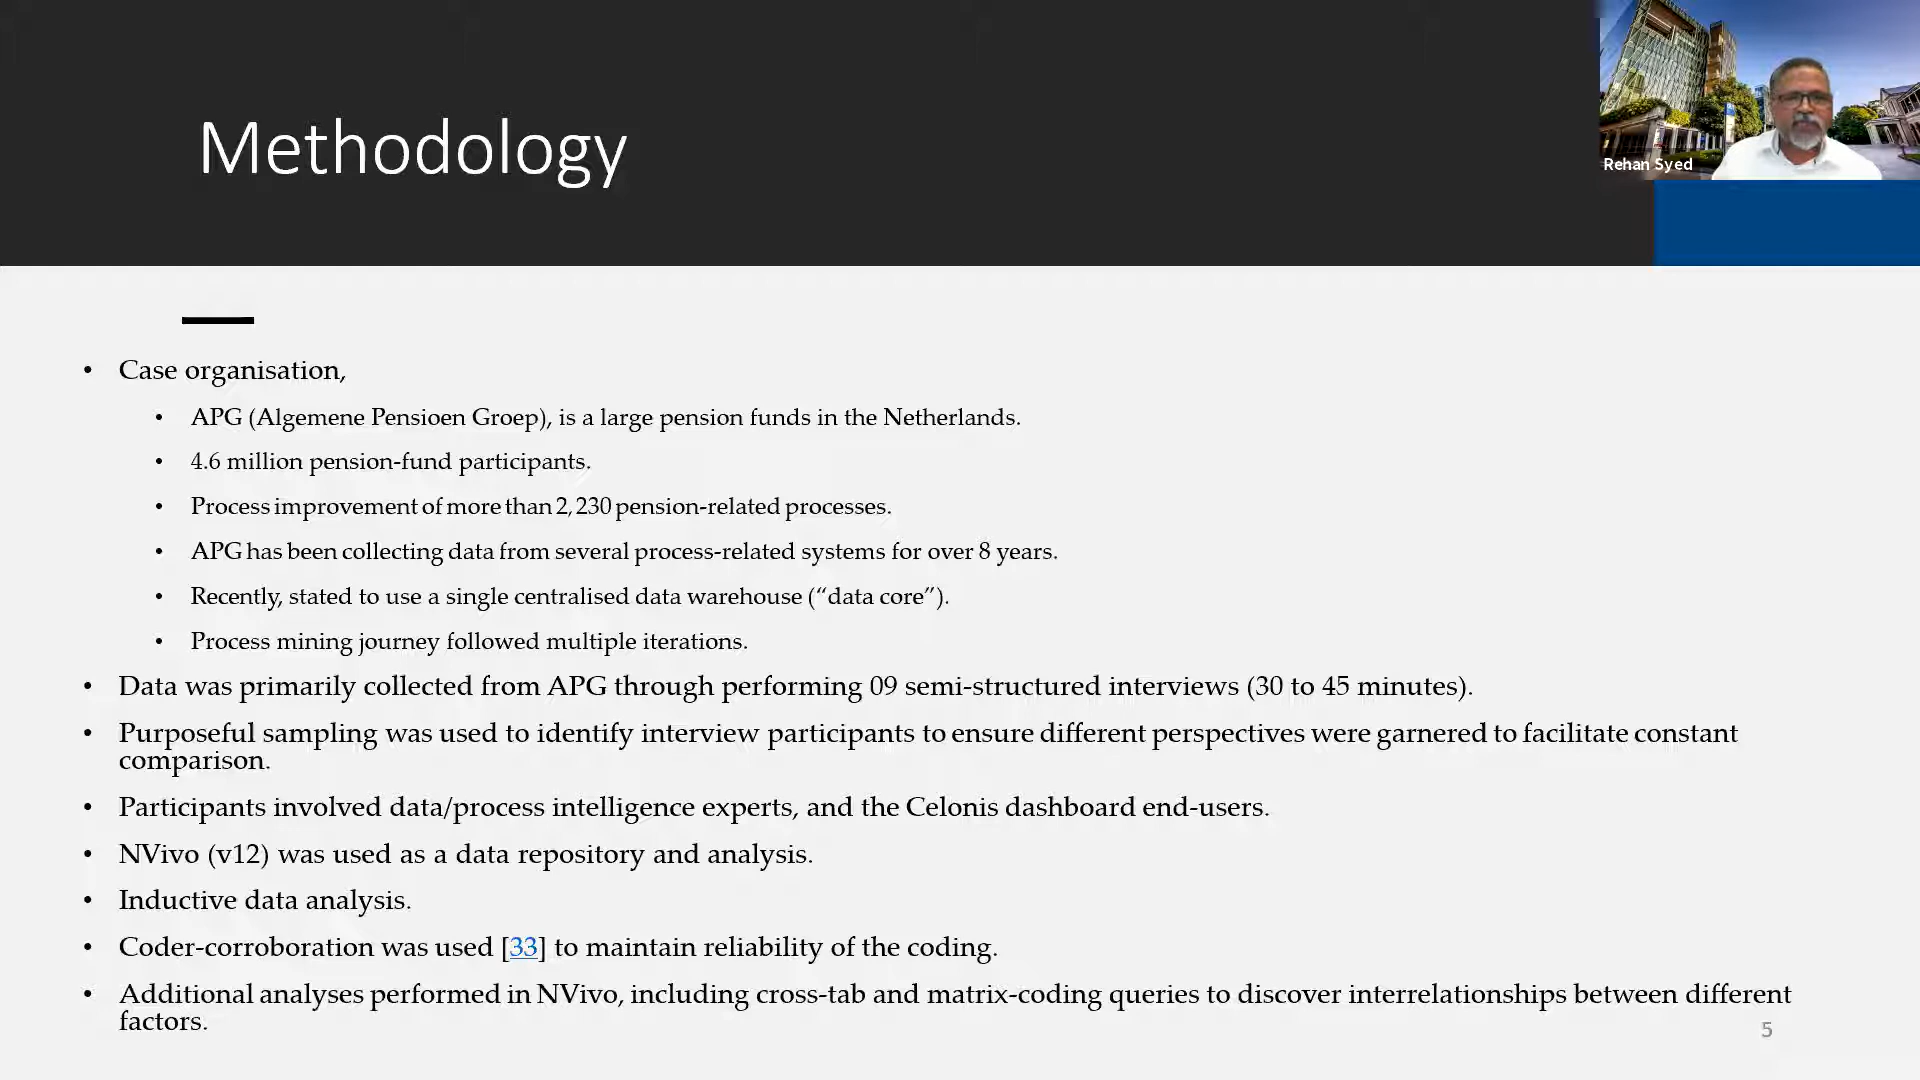 Methodology
Rehan Syed
• Case organisation,
• APG (Algemene Pensioen Groep), is a large pension funds in the Netherlands.
• 4.6 million pension-fund participants.
• Process improvement of more than 2, 230 pension-related processes.
• APG has been collecting data from several process-related systems for over 8 years.
• Recently, stated to use a single centralised data warehouse (“data core”).
• Process mining journey followed multiple iterations.
• Data was primarily collected from APG through performing 09 semi-structured interviews (30 to 45 minutes).
• Purposeful sampling was used to identify interview participants to ensure different perspectives were garnered to facilitate constant
comparison.
• Participants involved data/process intelligence experts, and the Celonis dashboard end-users.
• NVivo (v12) was used as a data repository and analysis.
• Inductive data analysis.
• Coder-corroboration was used [33] to maintain reliability of the coding.
• Additional analyses performed in NVivo, including cross-tab and matrix-coding queries to discover interrelationships between different
factors.
5